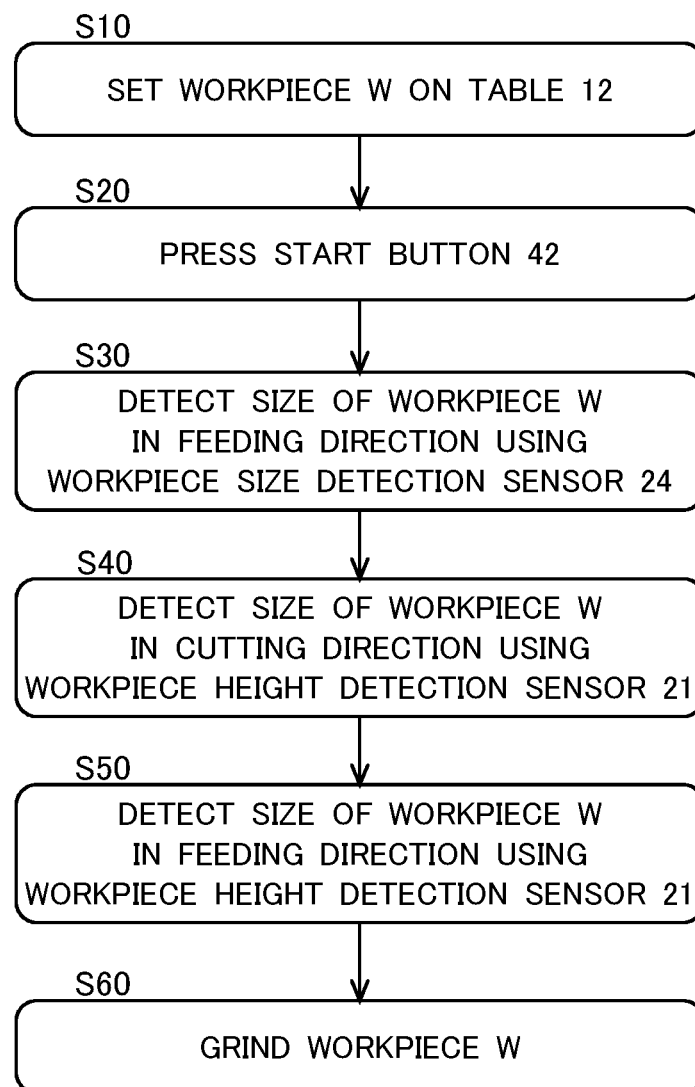 S10
SET WORKPIECE W ON TABLE 12
S20
PRESS START BUTTON 42
S30
DETECT SIZE OF WORKPIECE W
IN FEEDING DIRECTION USING
WORKPIECE SIZE DETECTION SENSOR 24
S40
DETECT SIZE OF WORKPIECE W
IN CUTTING DIRECTION USING
WORKPIECE HEIGHT DETECTION SENSOR 21
S50
DETECT SIZE OF WORKPIECE W
IN FEEDING DIRECTION USING
WORKPIECE HEIGHT DETECTION SENSOR 21
S60
GRIND WORKPIECE W